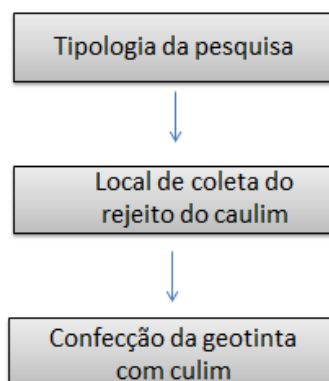 Tipologia da pesquisa
Local de coleta do
rejeito do caulim
Confecção da geotinta
com culim